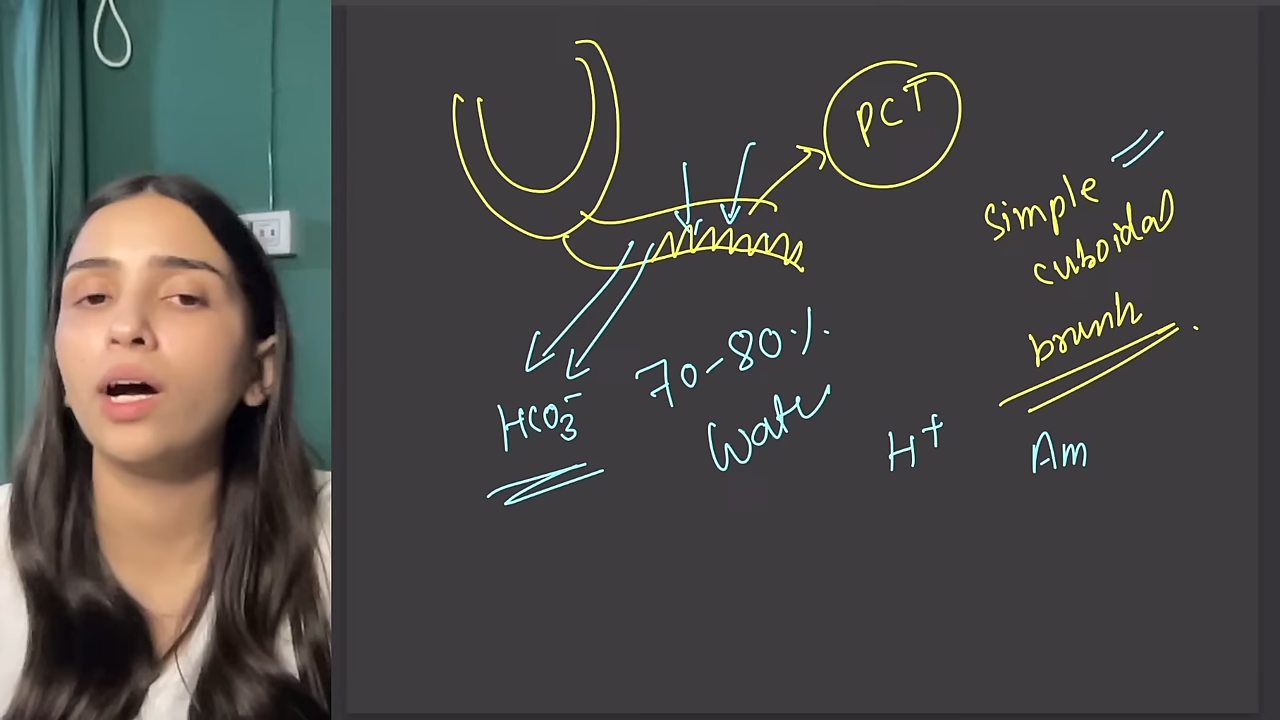 PCT
Simple
cuboidal
brush
70-80%
Water
HCO3-
H+
Am